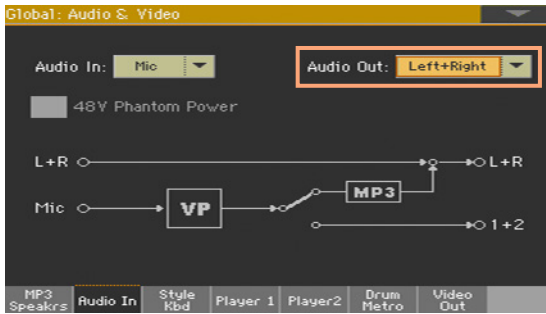 Global: Audio & Video
Audio In: Mic
Audio Out: Left+Right
48V Phantom Power
L+R
L+R
MP3
Mic
VP
1+2
MP3 Speakrs
Audio In
Style Kbd
Player 1
Player2
Drum Metro
Video Out